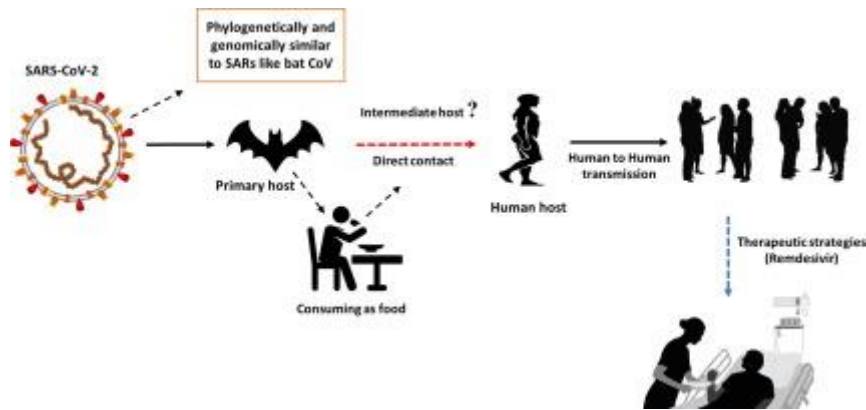 Phylogenetically and
genomically similar
to SARs like bat CoV
SARS-CoV-2
Intermediate host ?
Direct contact
Primary host
Human host
Human to Human
transmission
Consuming as food
Therapeutic strategies
(Remdesivir)